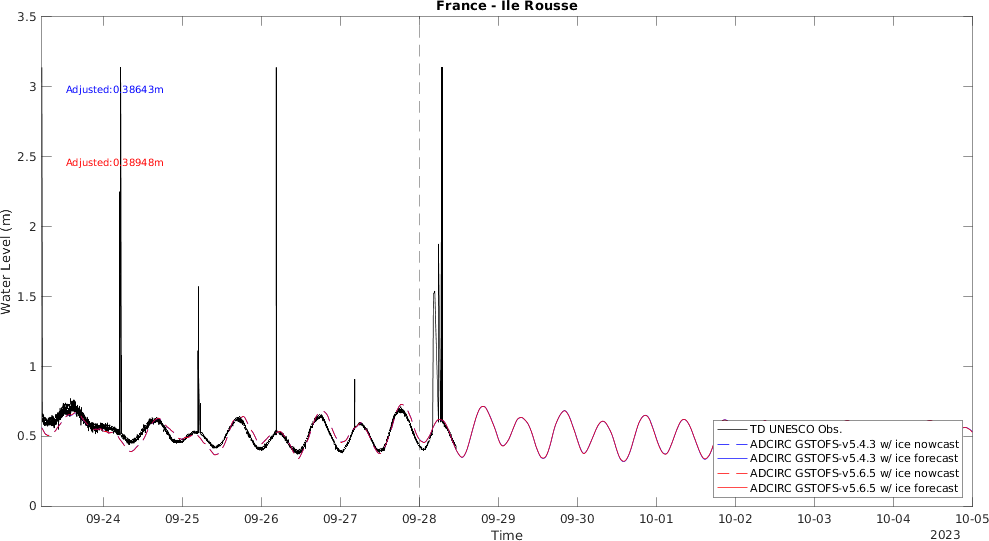 France - Ile Rousse
3.5
3
2.5
2
1.5
1
0.5
0
Water Level (m)
Adjusted:0.38643m
Adjusted:0.38948m
TD UNESCO Obs.
ADCIRC GSTOFS-v5.4.3 w/ ice nowcast
ADCIRC GSTOFS-v5.4.3 w/ ice forecast
ADCIRC GSTOFS-v5.6.5 w/ ice nowcast
ADCIRC GSTOFS-v5.6.5 w/ ice forecast
09-24 09-25 09-26 09-27 09-28 09-29 09-30 10-01 10-02 10-03 10-04 10-05
Time
2023